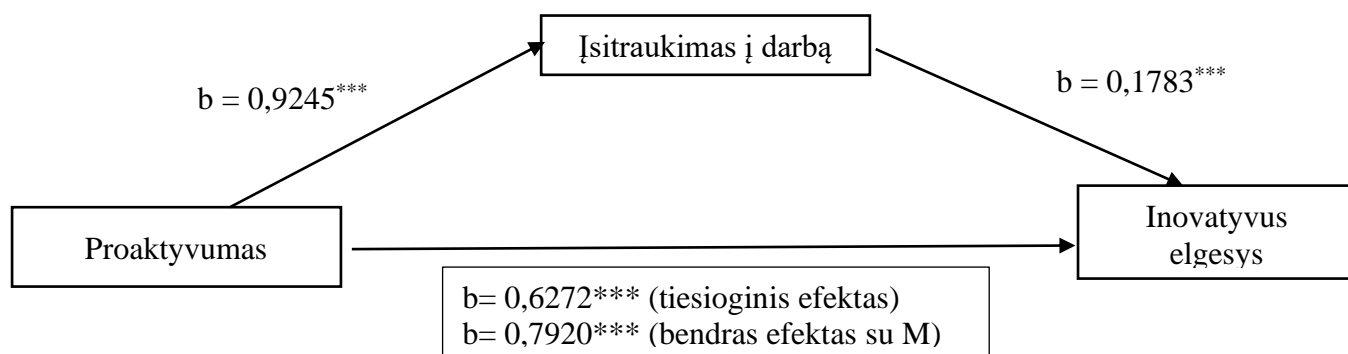 Įsitraukimas į darbą
b = 0,9245***
b = 0,1783***
Proaktyvumas
Inovatyvus
elgesys
b= 0,6272*** (tiesioginis efektas)
b= 0,7920*** (bendras efektas su M)